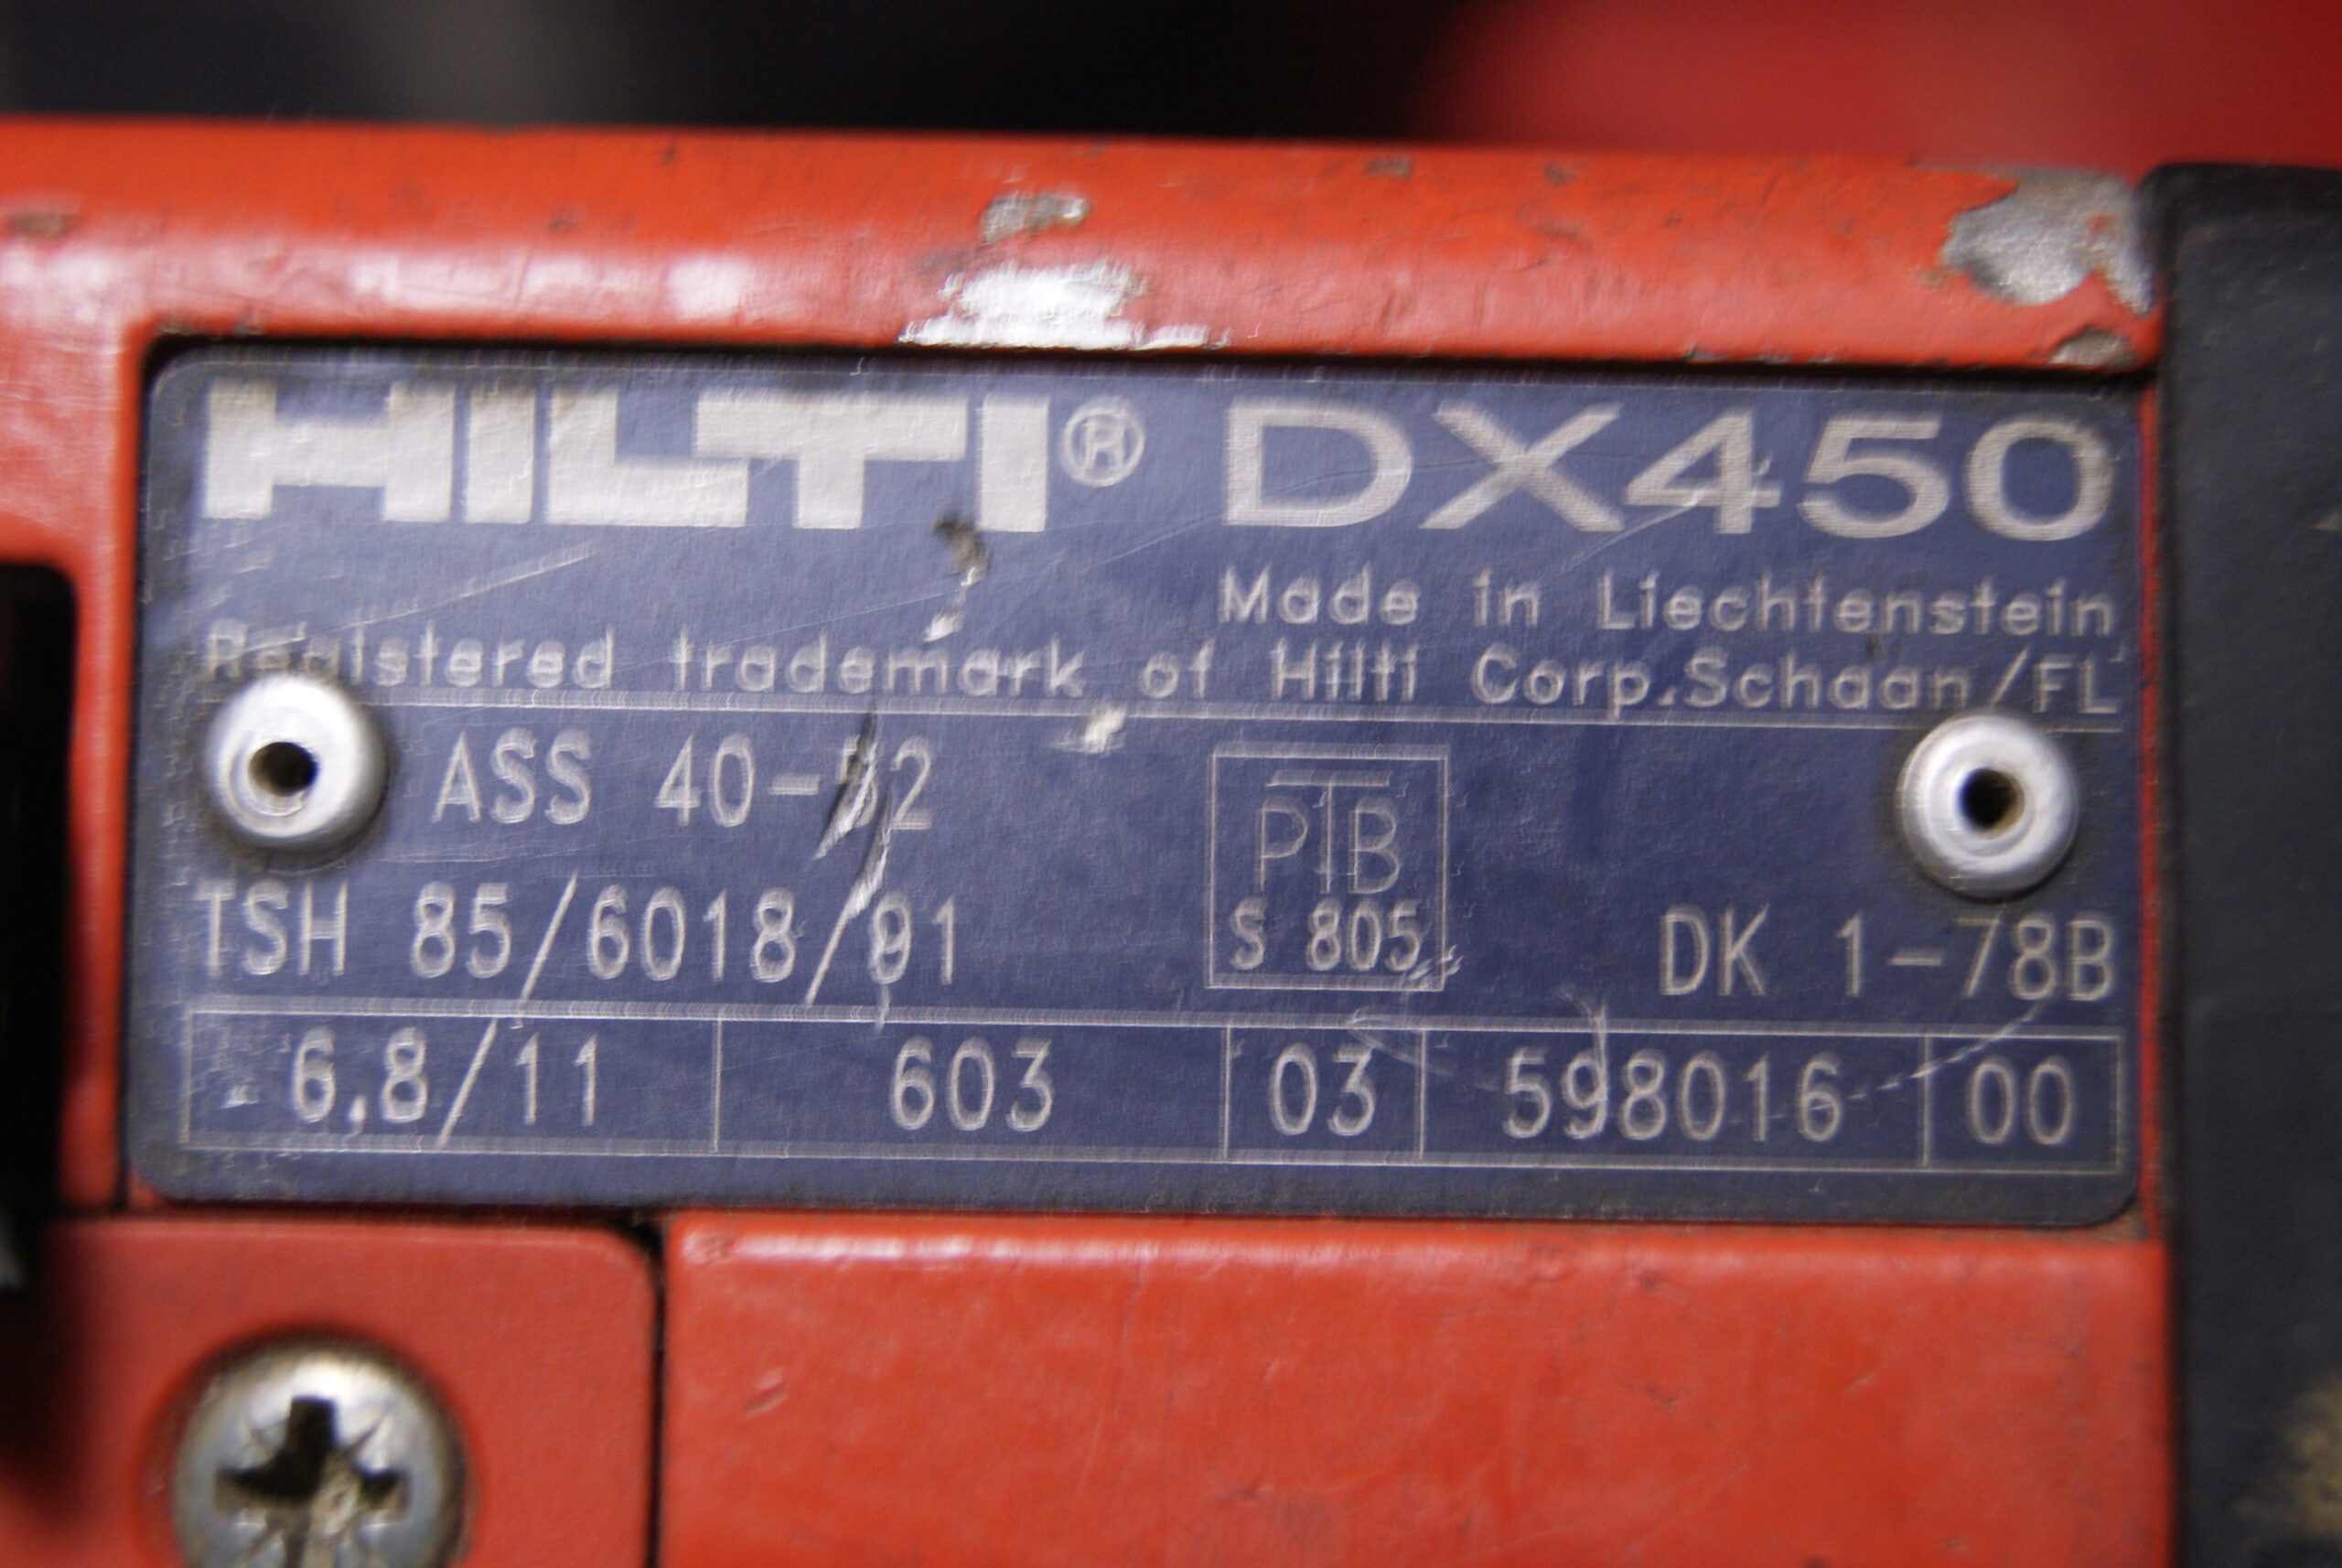 HILTI® DX450
Made in Liechtenstein
Registered trademark of Hilti Corp.Schaan/FL
ASS 40-
PTB
TSH 85/6018/91 S 805 DK 1-78B
6,8/11 603 03 598016 00